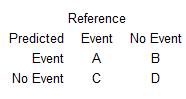 Reference
Predicted Event No Event
Event A B
No Event C D